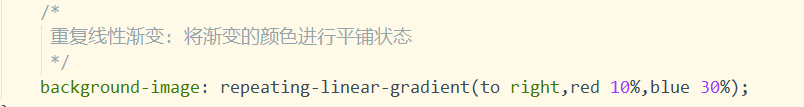 /*
重复线性渐变：将渐变的颜色进行平铺状态
*/
background-image: repeating-linear-gradient(to right,red 10%,blue 30%);